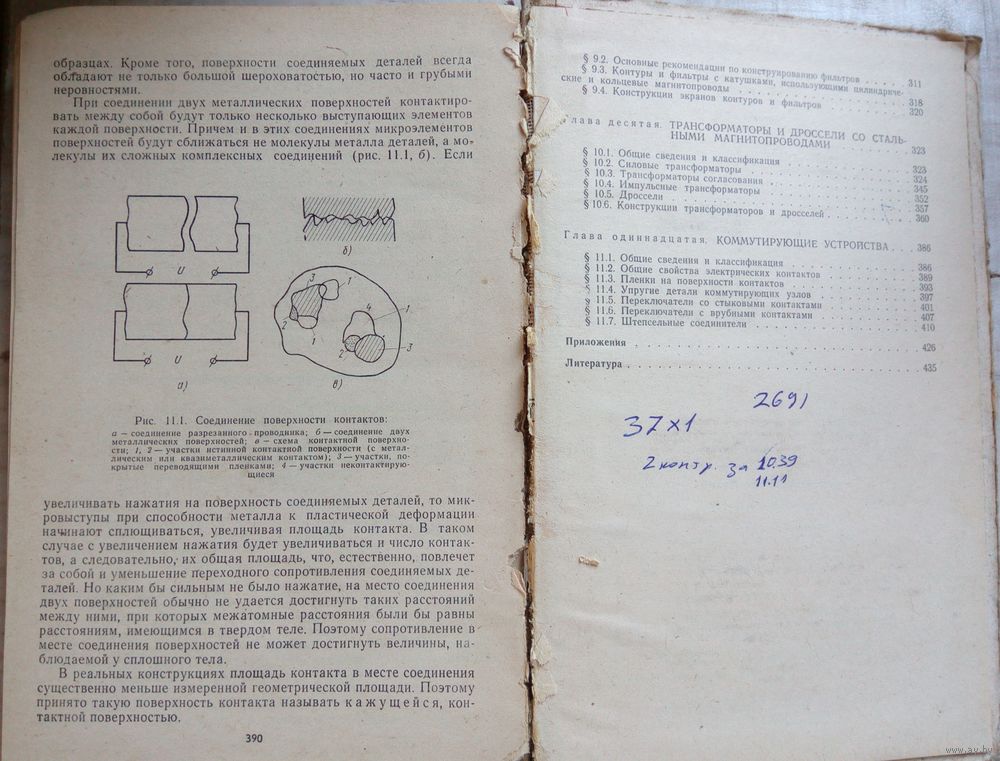 образцах. Кроме того, поверхности соединяемых деталей всегда
обладают не только большой шероховатостью, но часто и грубыми
неровностями.
При соединении двух металлических поверхностей контактиро-
вать между собой будут только несколько выступающих элементов
каждой поверхности. Причем и в этих соединениях микроэлементов
поверхностей будут сближаться не молекулы металла деталей, а мо-
лекулы их сложных комплексных соединений (рис. 11.1, б). Если
U
U
а)
б)
3
1
4
1
2
1
2
3
в)
Рис. 11.1. Соединение поверхности контактов:
а — соединение разрезанного проводника; б — соединение двух
металлических поверхностей; в — схема контактной поверхно-
сти; 1, 2 — участки истинной контактной поверхности (с метал-
лическим или квазиметаллическим контактом); 3 — участки, по-
крытые переводящими пленками; 4 — участки неконтактирую-
щиеся
увеличивать нажатия на поверхность соединяемых деталей, то мик-
ровыступы при способности металла к пластической деформации
начинают сплющиваться, увеличивая площадь контакта. В таком
случае с увеличением нажатия будет увеличиваться и число контак-
тов, а следовательно, их общая площадь, что, естественно, повлечет
за собой и уменьшение переходного сопротивления соединяемых де-
талей. Но каким бы сильным не было нажатие, на место соединения
двух поверхностей обычно не удается достигнуть таких расстояний
между ними, при которых межатомные расстояния были бы равны
расстояниям, имеющимся в твердом теле. Поэтому сопротивление в
месте соединения поверхностей не может достигнуть величины, на-
блюдаемой у сплошного тела.
В реальных конструкциях площадь контакта в месте соединения
существенно меньше измеренной геометрической площади. Поэтому
принято такую поверхность контакта называть кажущейся, кон-
тактной поверхностью.
390
§ 9.2. Основные рекомендации по конструированию фильтров . . . . . 311
§ 9.3. Контуры и фильтры с катушками, использующими цилиндриче-
ские и кольцевые магнитопроводы . . . . . 318
§ 9.4. Конструкции экранов контуров и фильтров . . . . . 320
Глава десятая. ТРАНСФОРМАТОРЫ И ДРОССЕЛИ СО СТАЛЬ-
НЫМИ МАГНИТОПРОВОДАМИ . . . . . 323
§ 10.1. Общие сведения и классификация . . . . . 323
§ 10.2. Силовые трансформаторы . . . . . 324
§ 10.3. Трансформаторы согласования . . . . . 345
§ 10.4. Импульсные трансформаторы . . . . . 352
§ 10.5. Дроссели . . . . . 357
§ 10.6. Конструкции трансформаторов и дросселей . . . . . 360
Глава одиннадцатая. КОММУТИРУЮЩИЕ УСТРОЙСТВА . . . 386
§ 11.1. Общие сведения и классификация . . . . . 386
§ 11.2. Общие свойства электрических контактов . . . . . 389
§ 11.3. Пленки на поверхности контактов . . . . . 393
§ 11.4. Упругие детали коммутирующих узлов . . . . . 397
§ 11.5. Переключатели со стыковыми контактами . . . . . 401
§ 11.6. Переключатели с врубными контактами . . . . . 407
§ 11.7. Штепсельные соединители . . . . . 410
Приложения . . . . . 426
Литература . . . . . 435
2691
37х1
2 контр. за 10.39
11.11
www.av.by